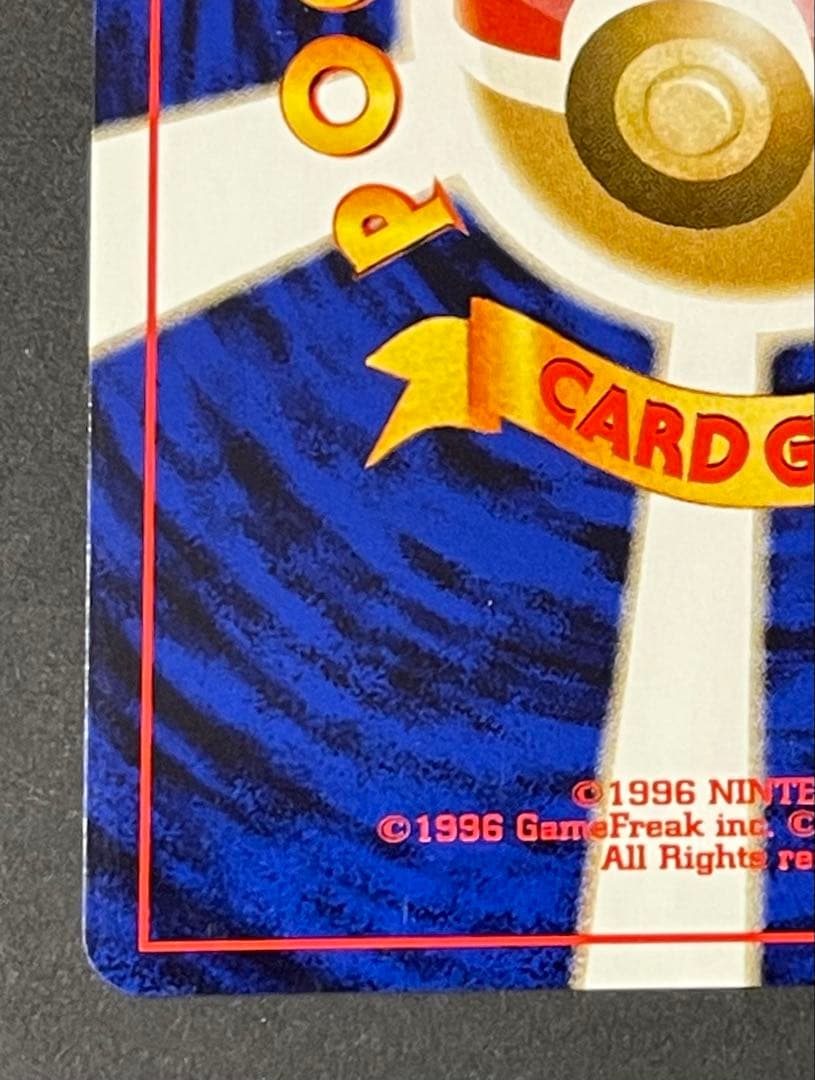 PO
CARD G
©1996 NINTE
©1996 GameFreak inc. ©
All Rights re